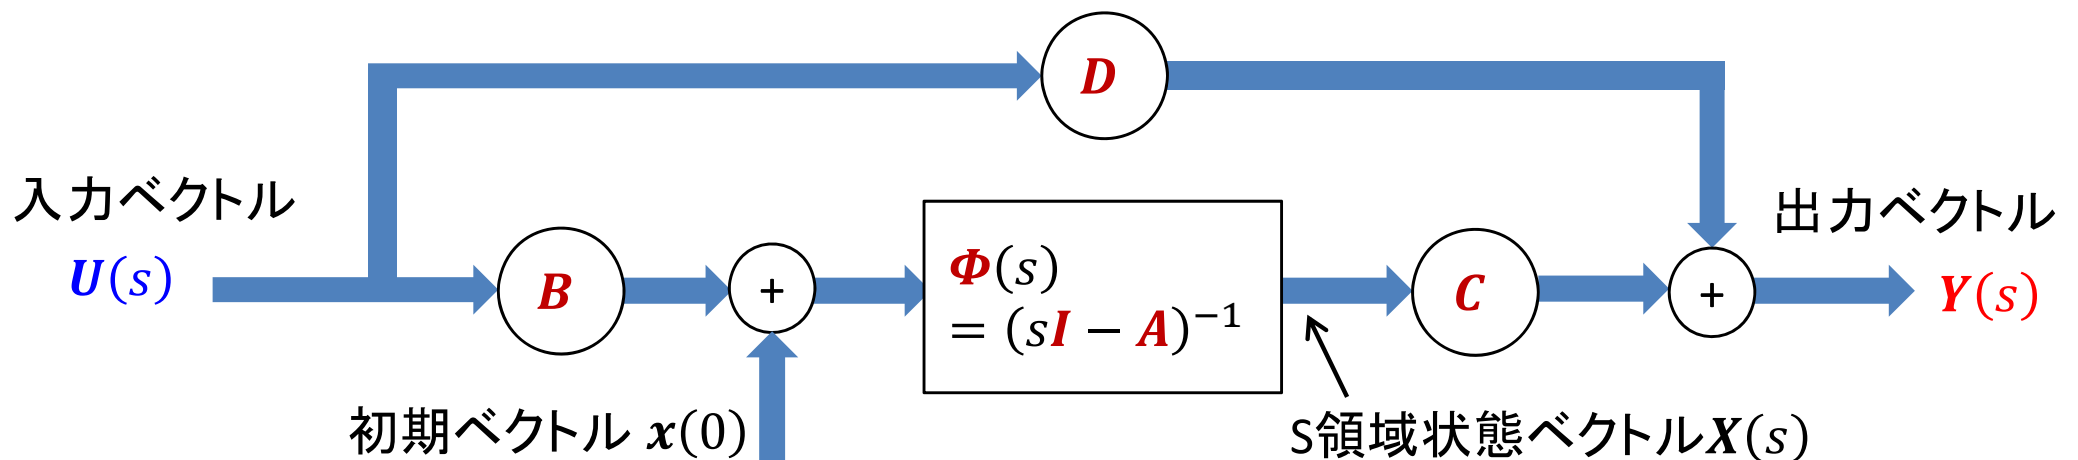 D
入力ベクトル
U(s)
B
+
Φ(s)
= (sI − A)⁻¹
C
+
出力ベクトル
Y(s)
初期ベクトル x(0)
S領域状態ベクトルX(s)